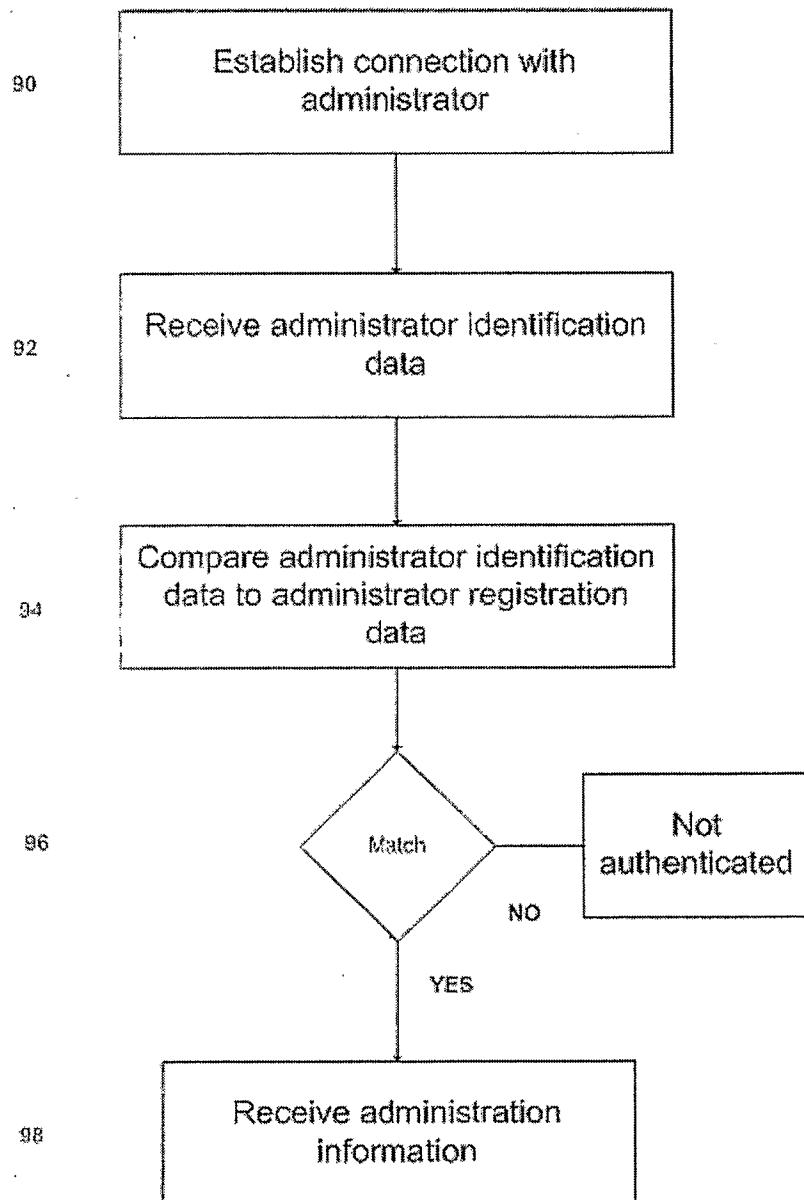 90
Establish connection with
administrator
92
Receive administrator identification
data
94
Compare administrator identification
data to administrator registration
data
96
Match
Not
authenticated
NO
YES
98
Receive administration
information